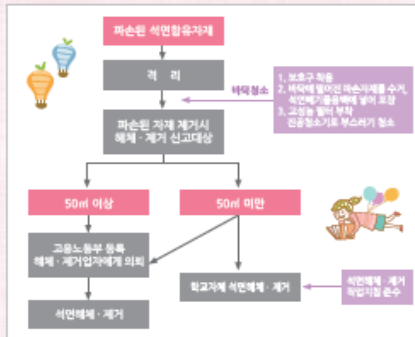 파손된 석면함유자재
격 리
바닥청소
1. 보호구 착용
2. 바닥에 떨어진 파손자재를 수거,
석면폐기물용백에 넣어 포장
3. 고성능 필터 부착
진공청소기로 부스러기 청소
파손된 자재 제거시
해체 · 제거 신고대상
50㎡ 이상
50㎡ 미만
고용노동부 등록
해체 · 제거업자에게 의뢰
학교자체 석면해체 · 제거
석면해체 · 제거
작업지침 준수
석면해체 · 제거